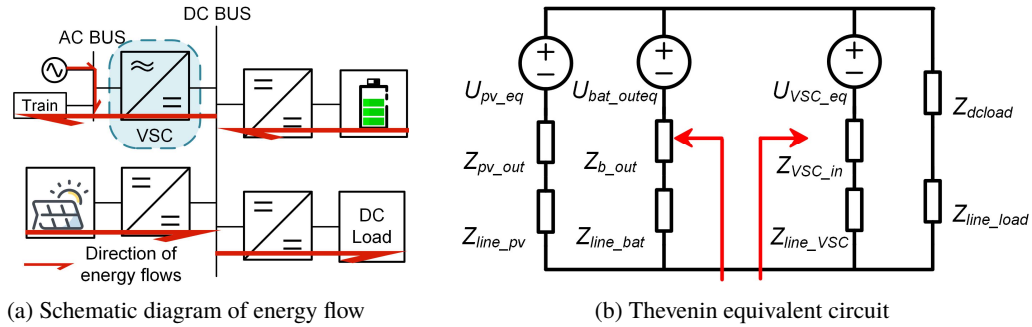 DC BUS
AC BUS
Train
VSC
DC
Load
Direction of
energy flows
(a) Schematic diagram of energy flow
U_pv_eq
U_bat_outeq
U_VSC_eq
Z_dcload
Z_pv_out
Z_b_out
Z_VSC_in
Z_line_pv
Z_line_bat
Z_line_VSC
Z_line_load
(b) Thevenin equivalent circuit